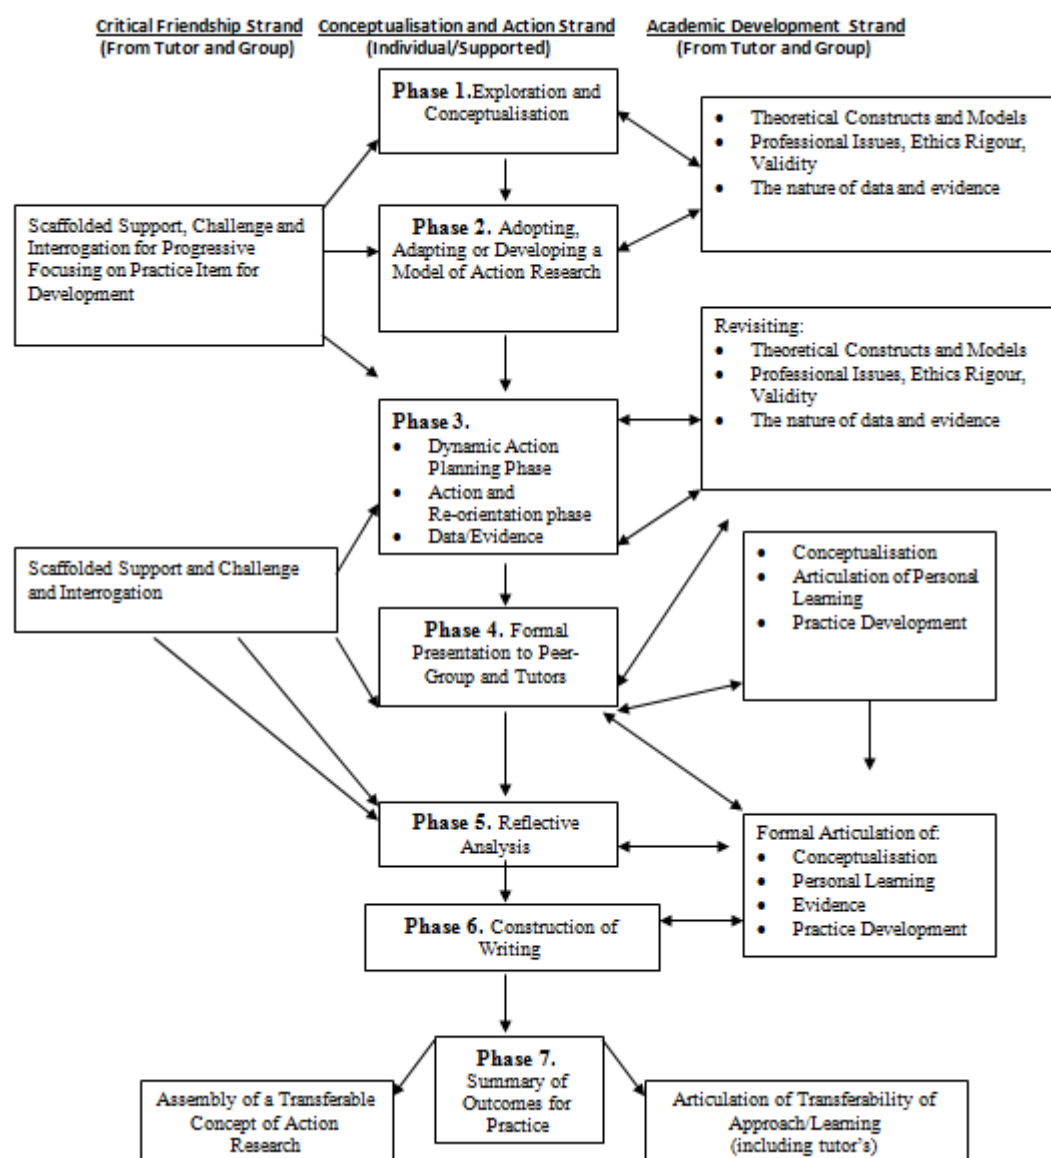 Critical Friendship Strand
(From Tutor and Group)
Conceptualisation and Action Strand
(Individual/Supported)
Academic Development Strand
(From Tutor and Group)
Phase 1.Exploration and
Conceptualisation
• Theoretical Constructs and Models
• Professional Issues, Ethics Rigour,
Validity
• The nature of data and evidence
Scaffolded Support, Challenge and
Interrogation for Progressive
Focusing on Practice Item for
Development
Phase 2. Adopting,
Adapting or Developing a
Model of Action Research
Revisiting:
• Theoretical Constructs and Models
• Professional Issues, Ethics Rigour,
Validity
• The nature of data and evidence
Phase 3.
• Dynamic Action
Planning Phase
• Action and
Re-orientation phase
• Data/Evidence
Scaffolded Support and Challenge
and Interrogation
• Conceptualisation
• Articulation of Personal
Learning
• Practice Development
Phase 4. Formal
Presentation to Peer-
Group and Tutors
Phase 5. Reflective
Analysis
Formal Articulation of:
• Conceptualisation
• Personal Learning
• Evidence
• Practice Development
Phase 6. Construction of
Writing
Phase 7.
Summary of
Outcomes for
Practice
Assembly of a Transferable
Concept of Action
Research
Articulation of Transferability of
Approach/Learning
(including tutor's)